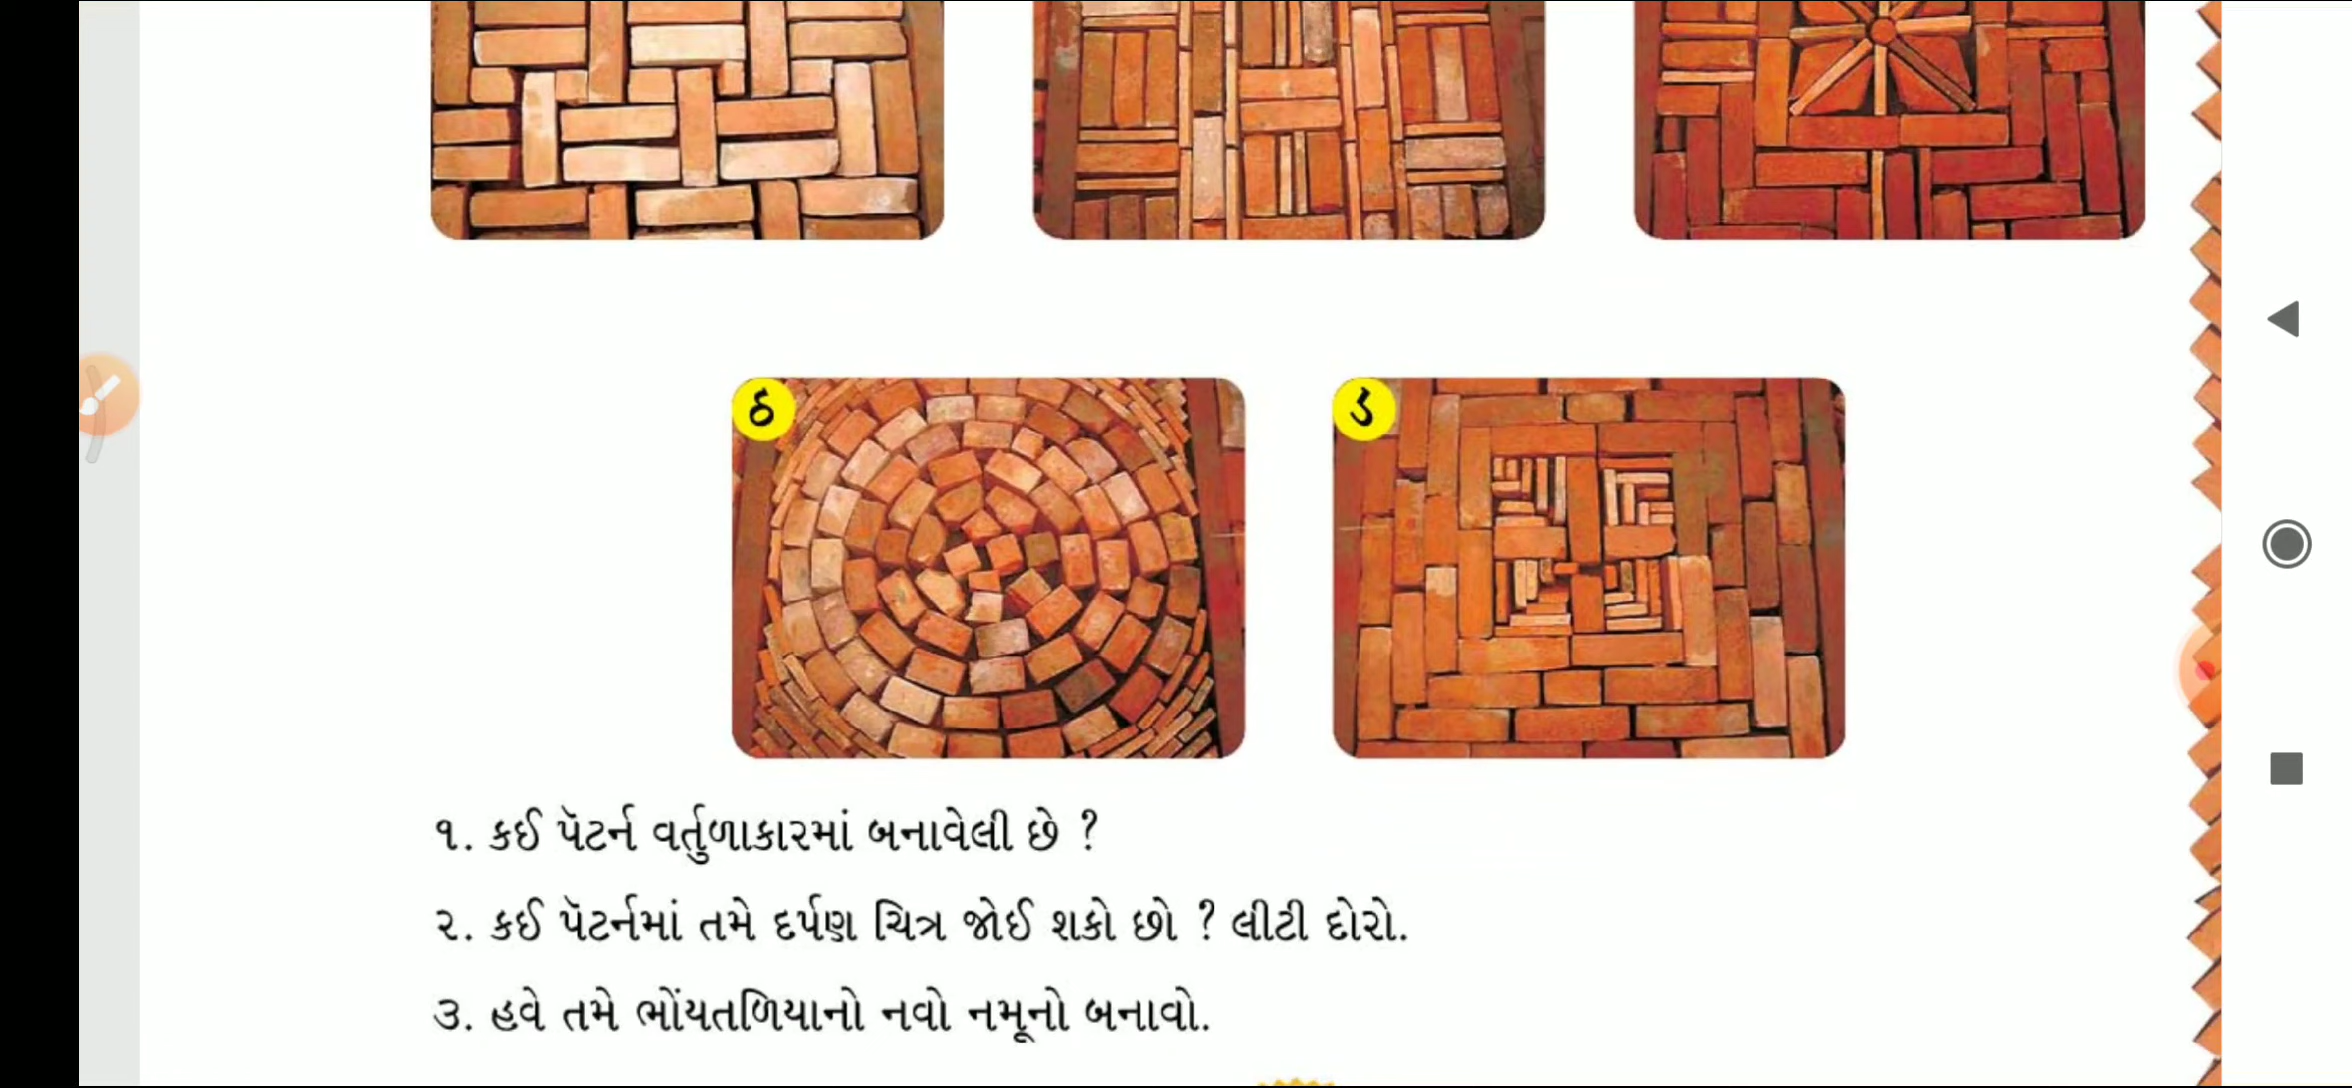 ઠ
ડ
૧. કઈ પૅટર્ન વર્તુળાકારમાં બનાવેલી છે ?
૨. કઈ પૅટર્નમાં તમે દર્પણ ચિત્ર જોઈ શકો છો ? લીટી દોરો.
૩. હવે તમે ભોંયતળિયાનો નવો નમૂનો બનાવો.